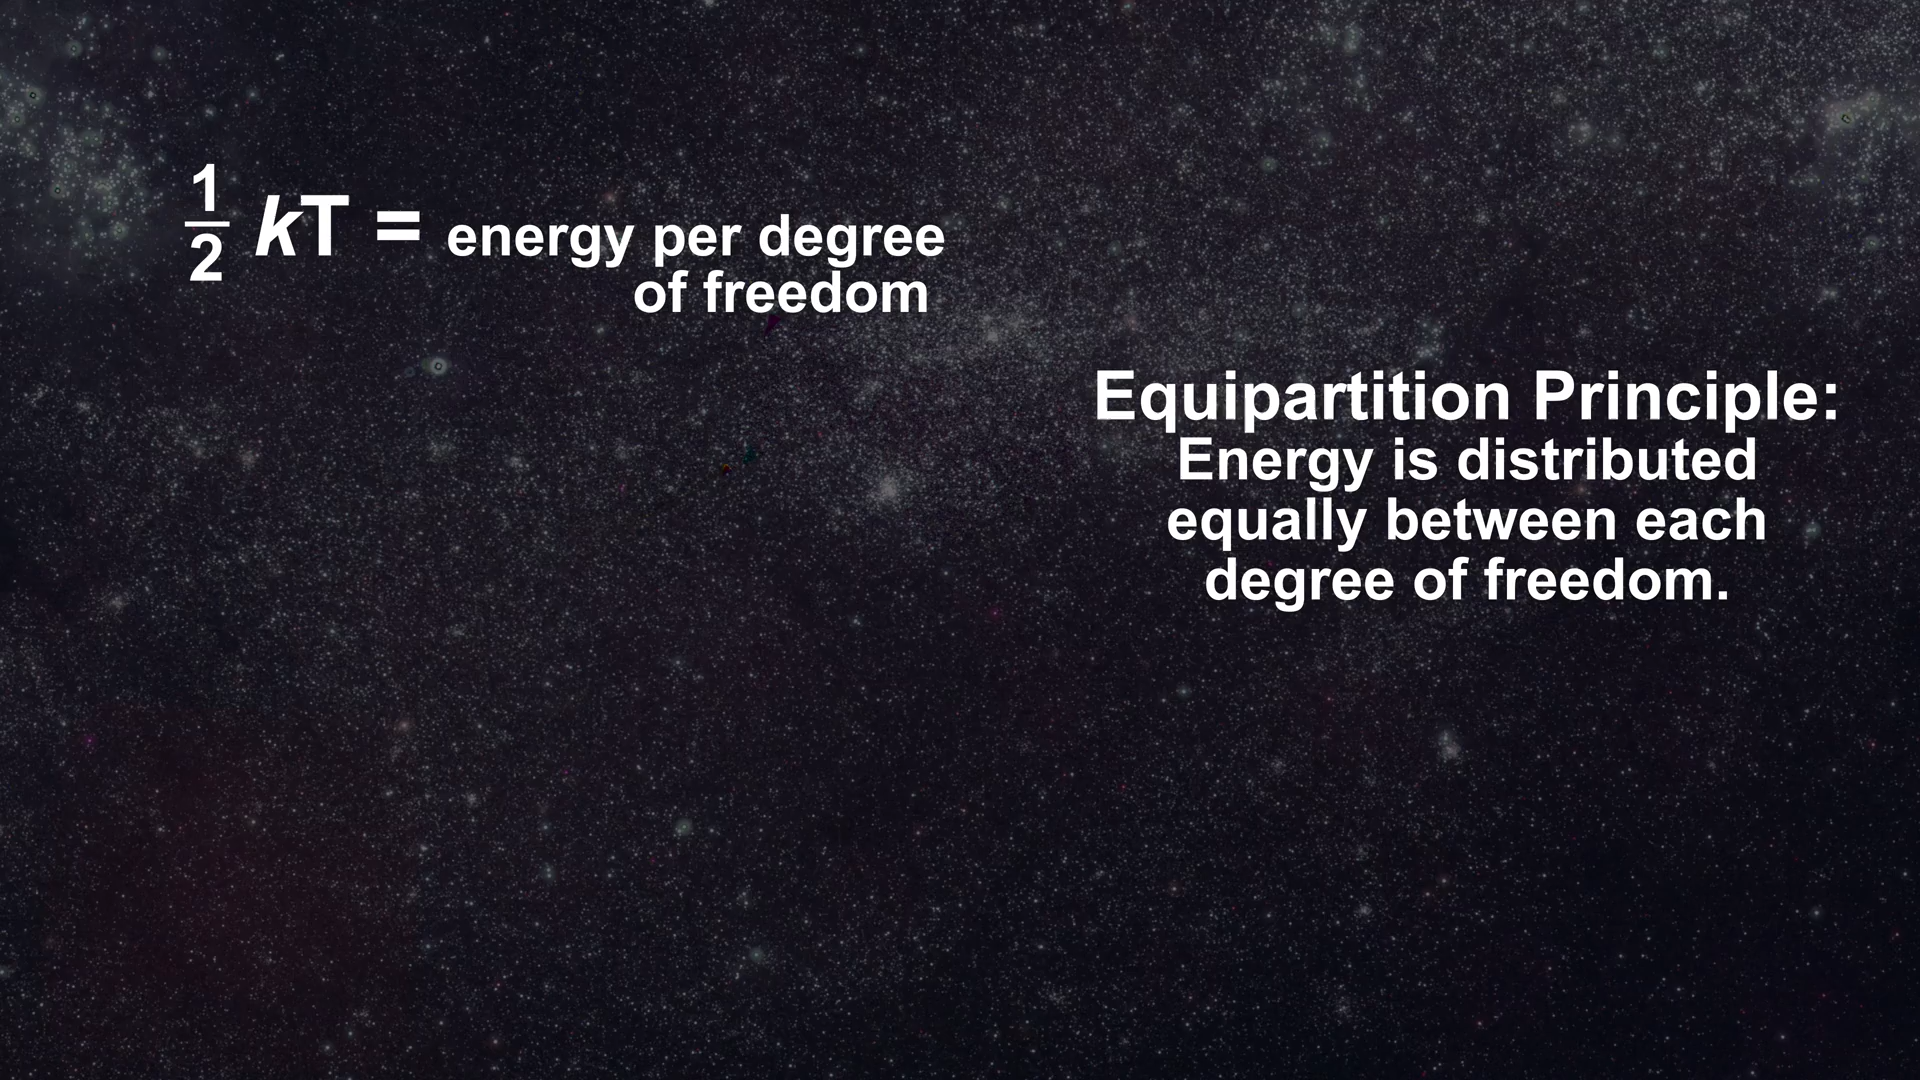 1/2 kT = energy per degree
of freedom
Equipartition Principle:
Energy is distributed
equally between each
degree of freedom.